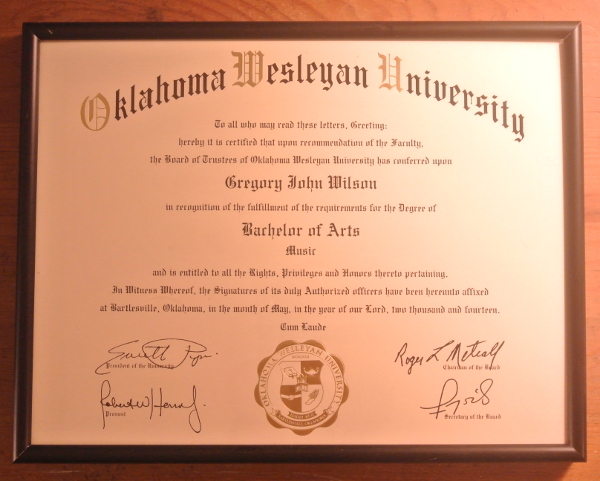 Oklahoma Wesleyan University
To all who may read these letters, Greeting:
hereby it is certified that upon recommendation of the Faculty,
the Board of Trustees of Oklahoma Wesleyan University has conferred upon
Gregory John Wilson
in recognition of the fulfillment of the requirements for the Degree of
Bachelor of Arts
Music
and is entitled to all the Rights, Privileges and Honors thereto pertaining.
In Witness Whereof, the Signatures of its duly Authorized officers have been hereunto affixed
at Bartlesville, Oklahoma, in the month of May, in the year of our Lord, two thousand and fourteen.
Cum Laude
President of the University
Roger L Metcalf
Chairman of the Board
Provost
Secretary of the Board
OKLAHOMA WESLEYAN UNIVERSITY